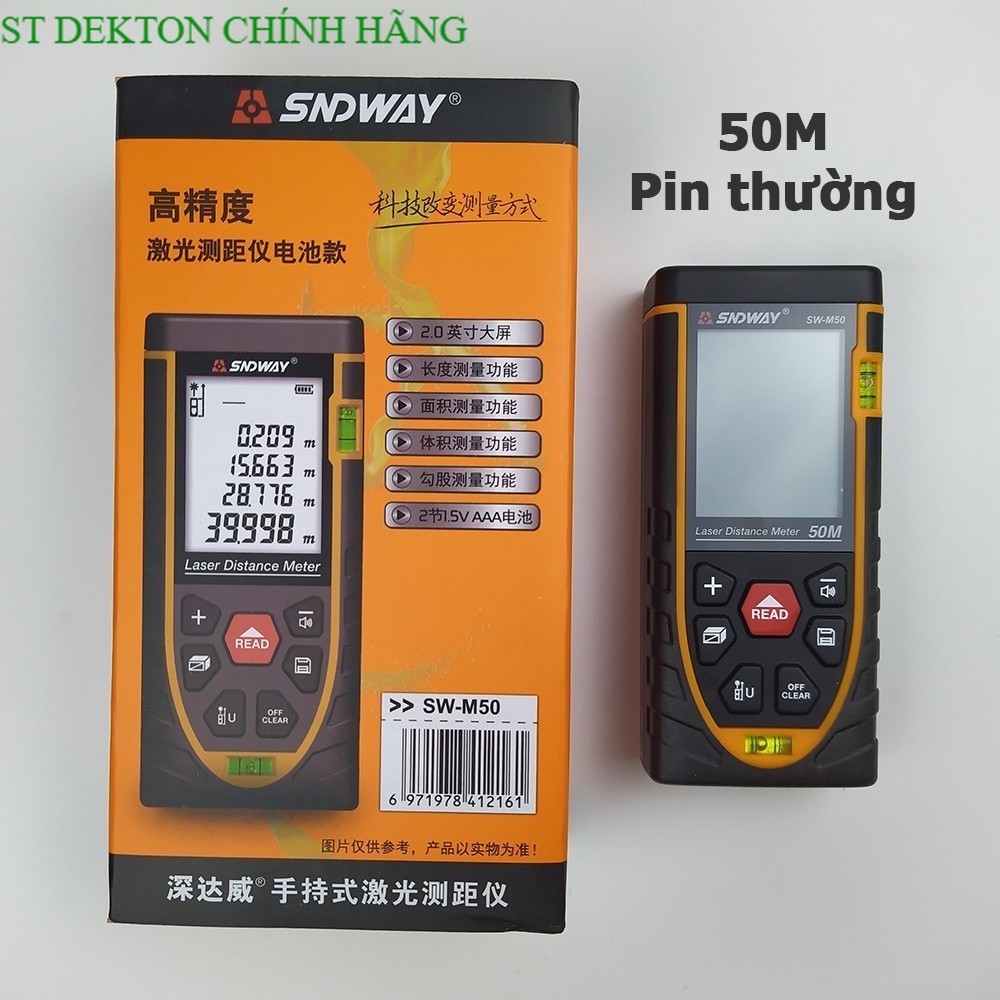 ST DEKTON CHÍNH HÃNG
SNDWAY®
50M
Pin thường
高精度
科技改变测量方式
激光测距仪电池款
2.0英寸大屏
长度测量功能
面积测量功能
体积测量功能
勾股测量功能
2节1.5V AAA电池
SNDWAY®
0.209 m
15.663 m
28.776 m
39.998 m
Laser Distance Meter
READ
U
OFF
CLEAR
>> SW-M50
6 971978 412161
图片仅供参考，产品以实物为准！
深达威® 手持式激光测距仪
SNDWAY® SW-M50
Laser Distance Meter 50M
READ
U
OFF
CLEAR